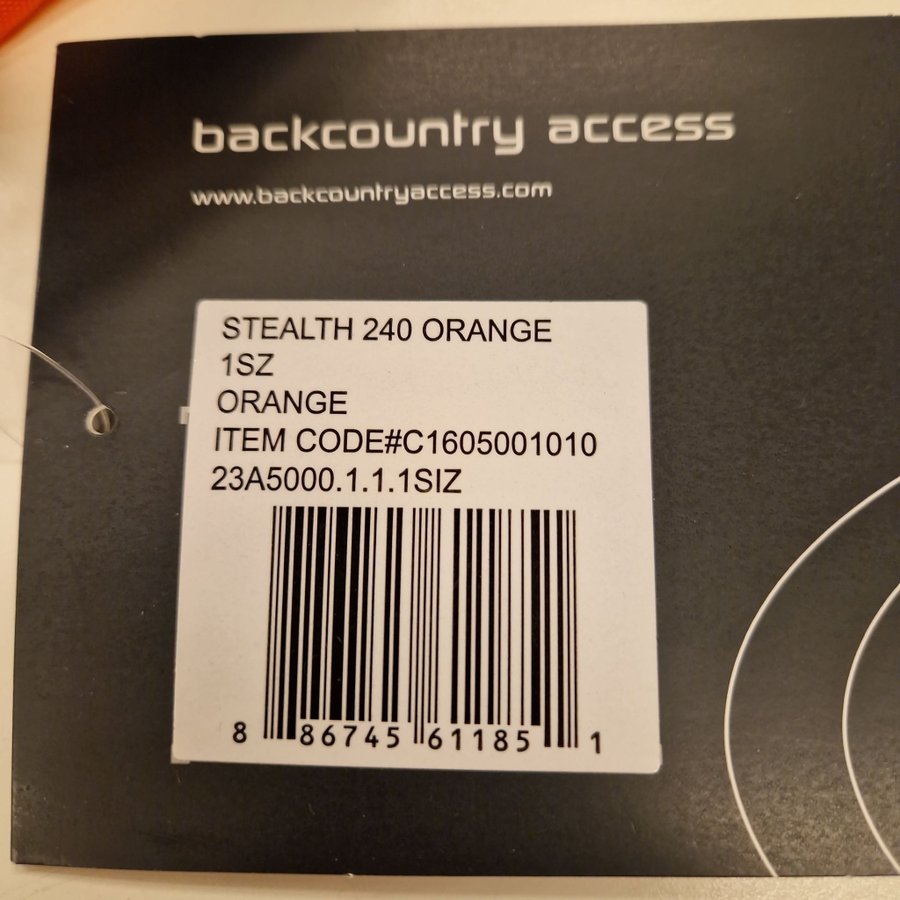 backcountry access
www.backcountryaccess.com
STEALTH 240 ORANGE
1SZ
ORANGE
ITEM CODE#C1605001010
23A5000.1.1.1SIZ
8 86745 61185 1